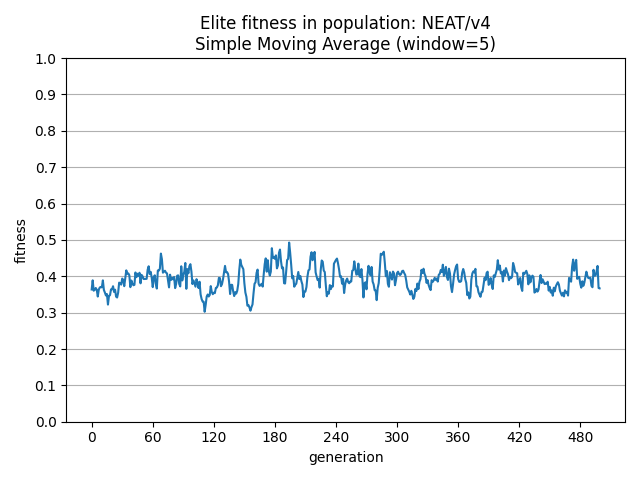 Elite fitness in population: NEAT/v4
Simple Moving Average (window=5)
1.0
0.9
0.8
0.7
0.6
0.5
0.4
0.3
0.2
0.1
0.0
fitness
0 60 120 180 240 300 360 420 480
generation